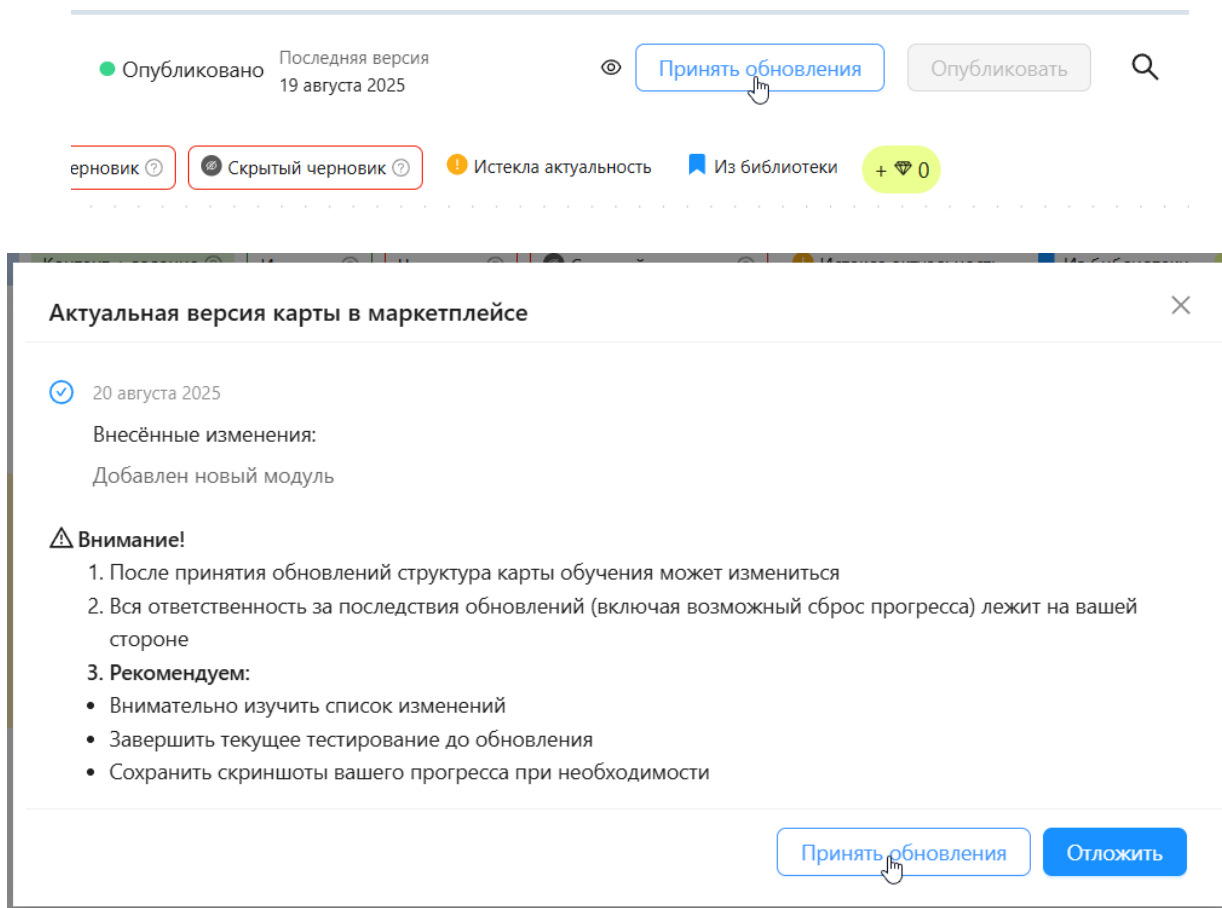 Опубликовано
Последняя версия
19 августа 2025
Принять обновления
Опубликовать
ерновик
Скрытый черновик
Истекла актуальность
Из библиотеки
+ 0
Актуальная версия карты в маркетплейсе
20 августа 2025
Внесённые изменения:
Добавлен новый модуль
Внимание!
1. После принятия обновлений структура карты обучения может измениться
2. Вся ответственность за последствия обновлений (включая возможный сброс прогресса) лежит на вашей
стороне
3. Рекомендуем:
• Внимательно изучить список изменений
• Завершить текущее тестирование до обновления
• Сохранить скриншоты вашего прогресса при необходимости
Принять обновления
Отложить